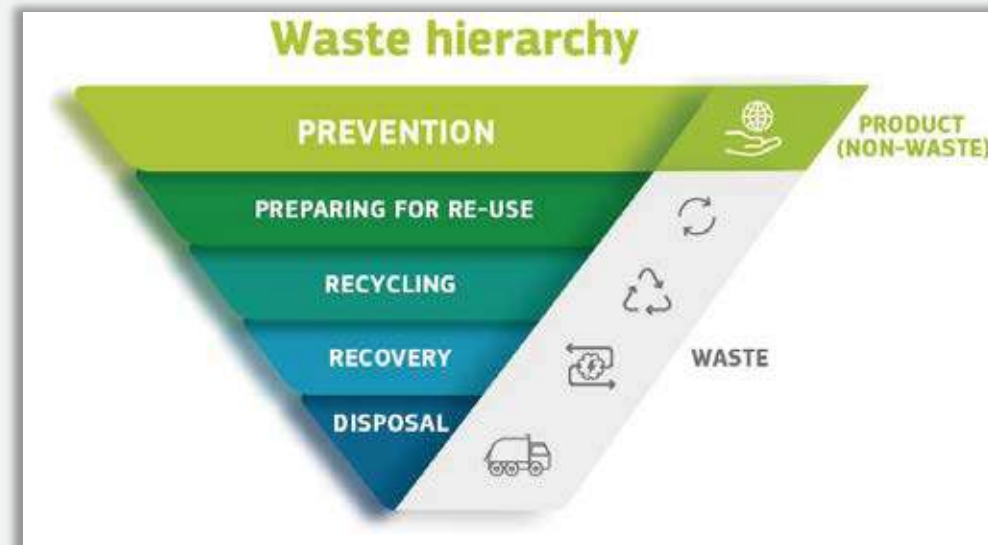 Waste hierarchy
PREVENTION
PRODUCT
(NON-WASTE)
PREPARING FOR RE-USE
RECYCLING
RECOVERY
WASTE
DISPOSAL